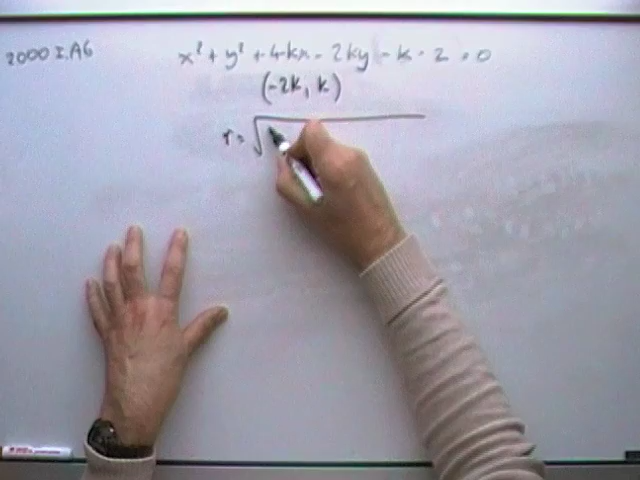 2000 I.A6
x² + y² + 4kx - 2ky - k - 2 = 0
(-2k, k)
r = √